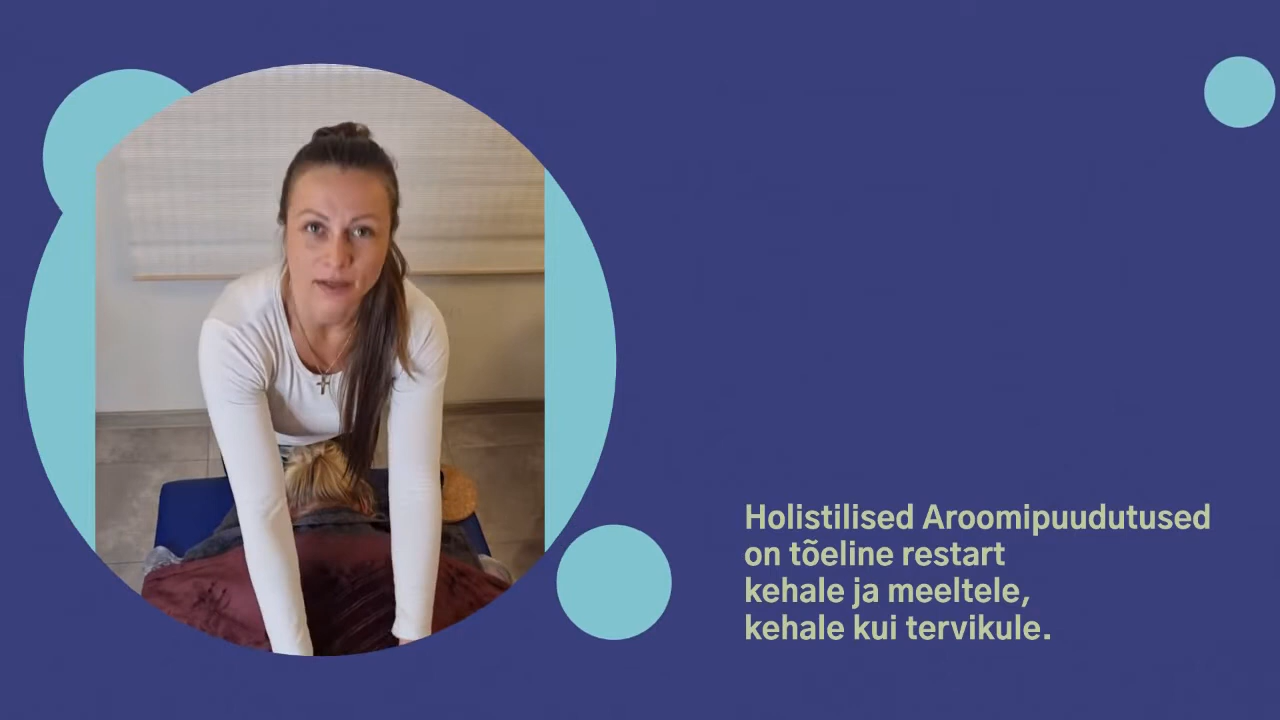 Holistilised Aroomipuudutused
on tõeline restart
kehale ja meeltele,
kehale kui tervikule.